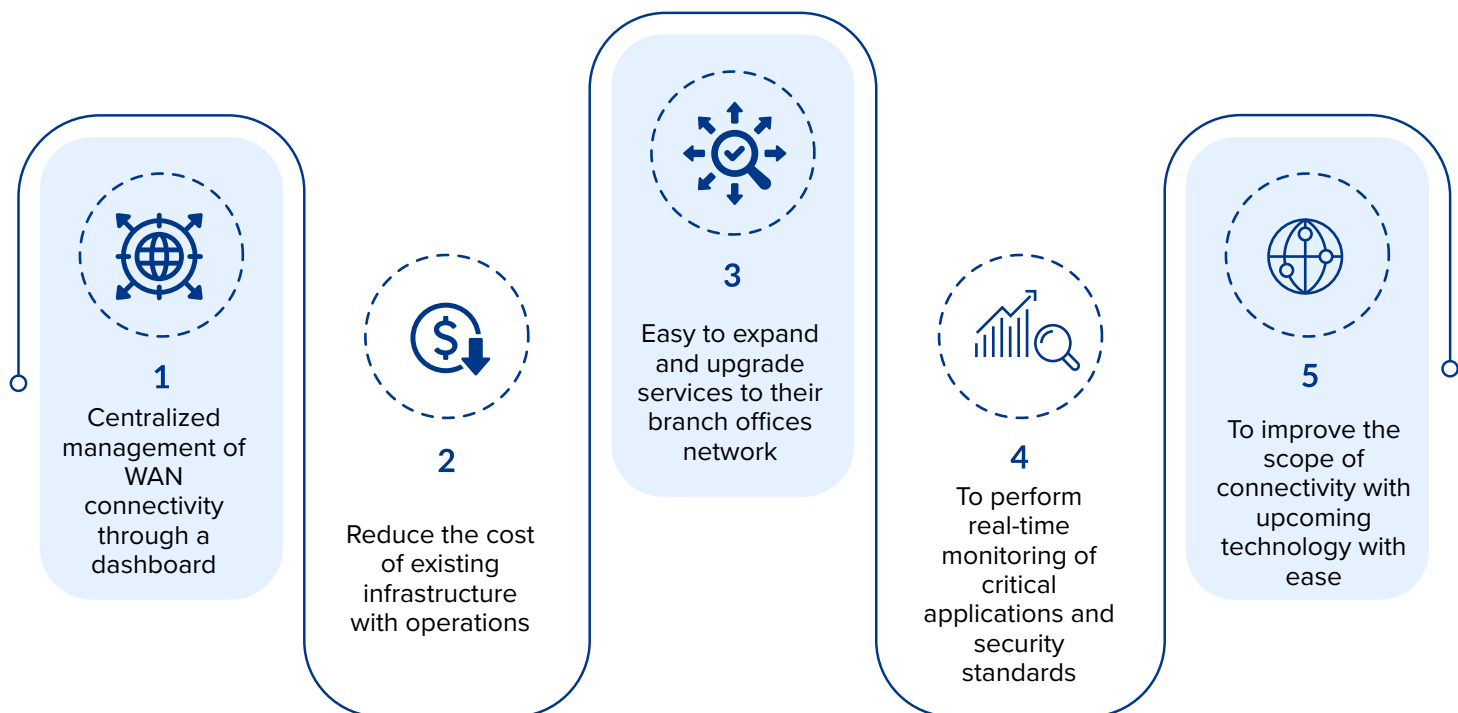 1
Centralized
management of
WAN
connectivity
through a
dashboard
2
Reduce the cost
of existing
infrastructure
with operations
3
Easy to expand
and upgrade
services to their
branch offices
network
4
To perform
real-time
monitoring of
critical
applications and
security
standards
5
To improve the
scope of
connectivity with
upcoming
technology with
ease